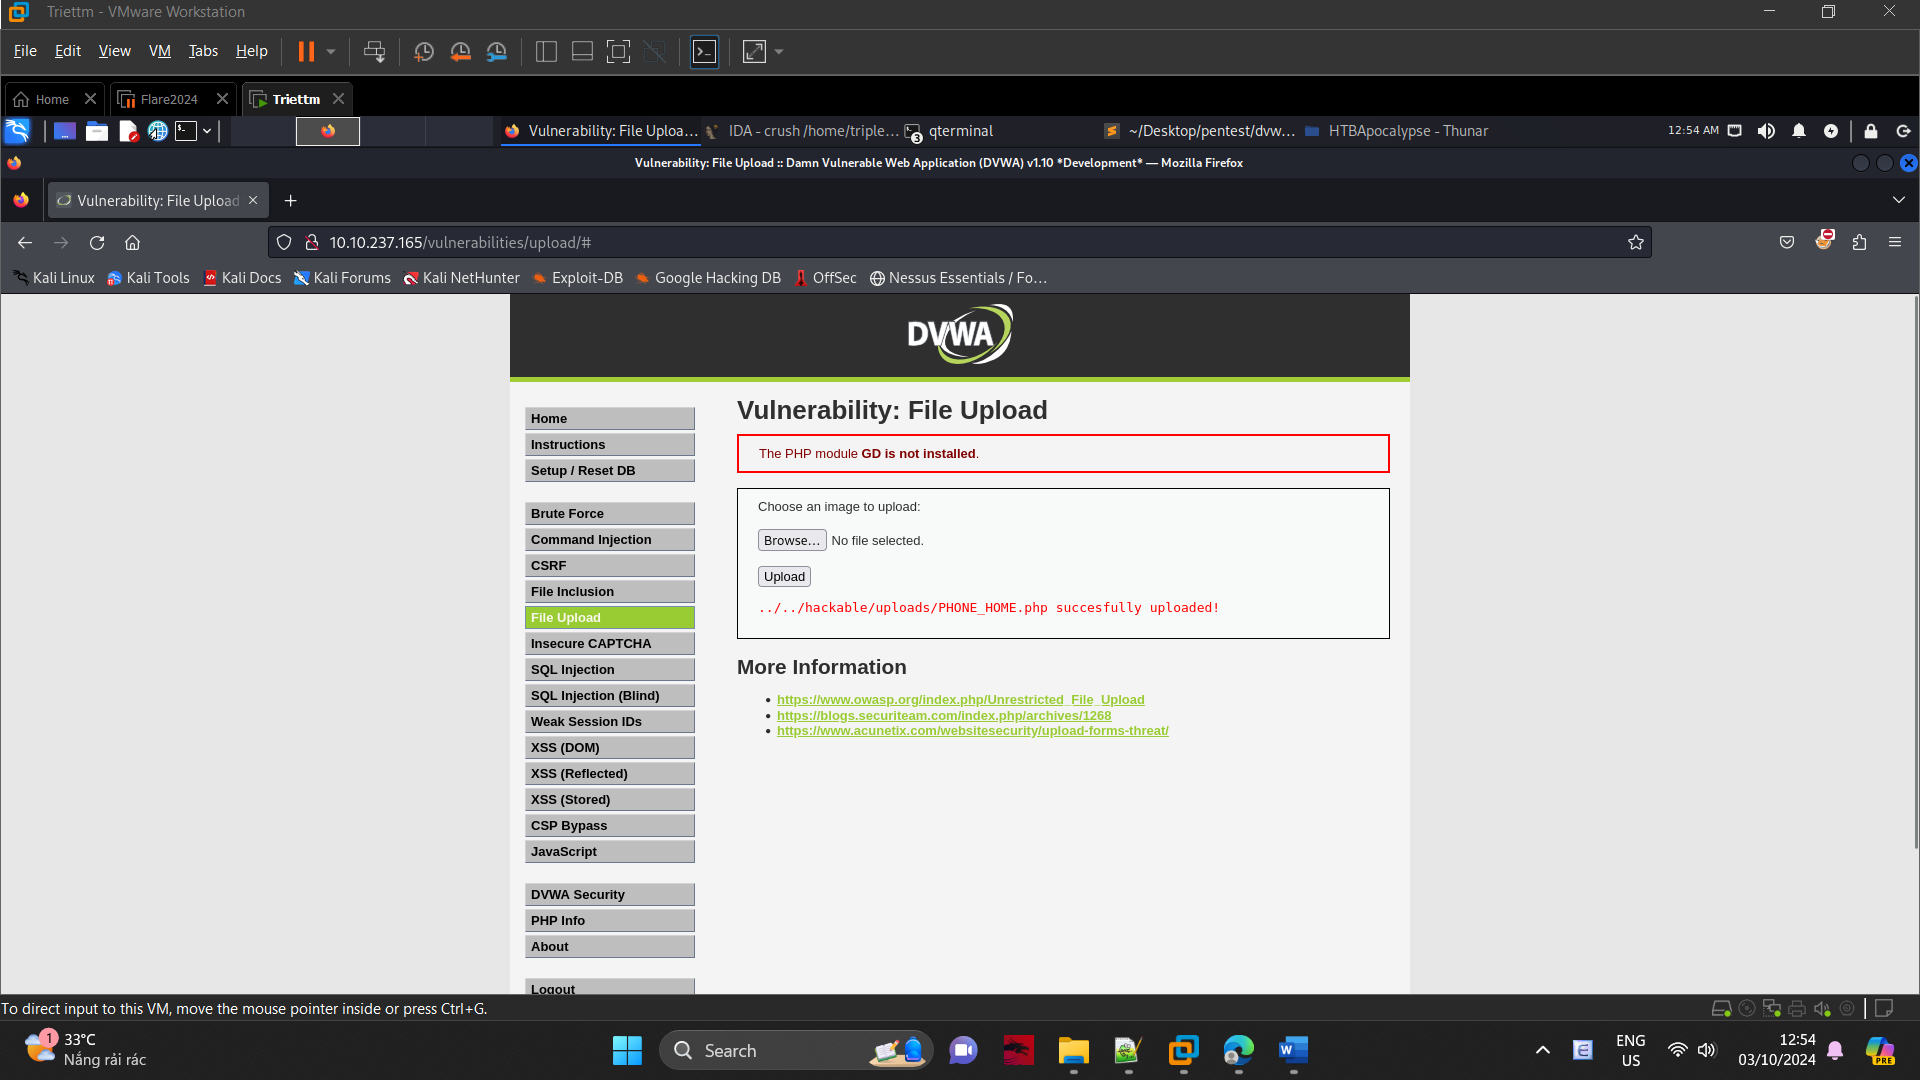 Triettm - VMware Workstation
File Edit View VM Tabs Help
Home Flare2024 Triettm
Vulnerability: File Uploa... IDA - crush /home/triple... 3 qterminal ~/Desktop/pentest/dvw... HTBApocalypse - Thunar 12:54 AM
Vulnerability: File Upload :: Damn Vulnerable Web Application (DVWA) v1.10 *Development* — Mozilla Firefox
Vulnerability: File Upload
10.10.237.165/vulnerabilities/upload/#
Kali Linux Kali Tools Kali Docs Kali Forums Kali NetHunter Exploit-DB Google Hacking DB OffSec Nessus Essentials / Fo...
DVWA
Home
Instructions
Setup / Reset DB
Brute Force
Command Injection
CSRF
File Inclusion
File Upload
Insecure CAPTCHA
SQL Injection
SQL Injection (Blind)
Weak Session IDs
XSS (DOM)
XSS (Reflected)
XSS (Stored)
CSP Bypass
JavaScript
DVWA Security
PHP Info
About
Logout
Vulnerability: File Upload
The PHP module GD is not installed.
Choose an image to upload:
Browse... No file selected.
Upload
../../hackable/uploads/PHONE_HOME.php succesfully uploaded!
More Information
https://www.owasp.org/index.php/Unrestricted_File_Upload
https://blogs.securiteam.com/index.php/archives/1268
https://www.acunetix.com/websitesecurity/upload-forms-threat/
To direct input to this VM, move the mouse pointer inside or press Ctrl+G.
1 33°C
Nắng rải rác
Search
ENG
US
12:54
03/10/2024
PRE